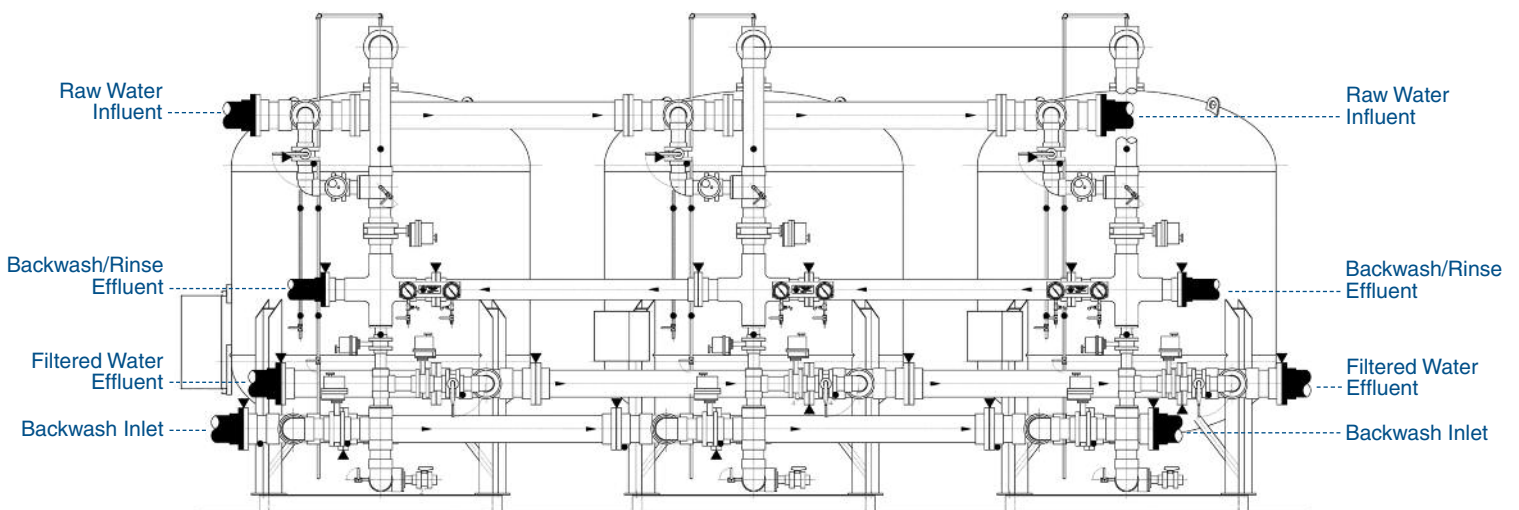 Raw Water
Influent
Raw Water
Influent
Backwash/Rinse
Effluent
Backwash/Rinse
Effluent
Filtered Water
Effluent
Filtered Water
Effluent
Backwash Inlet
Backwash Inlet